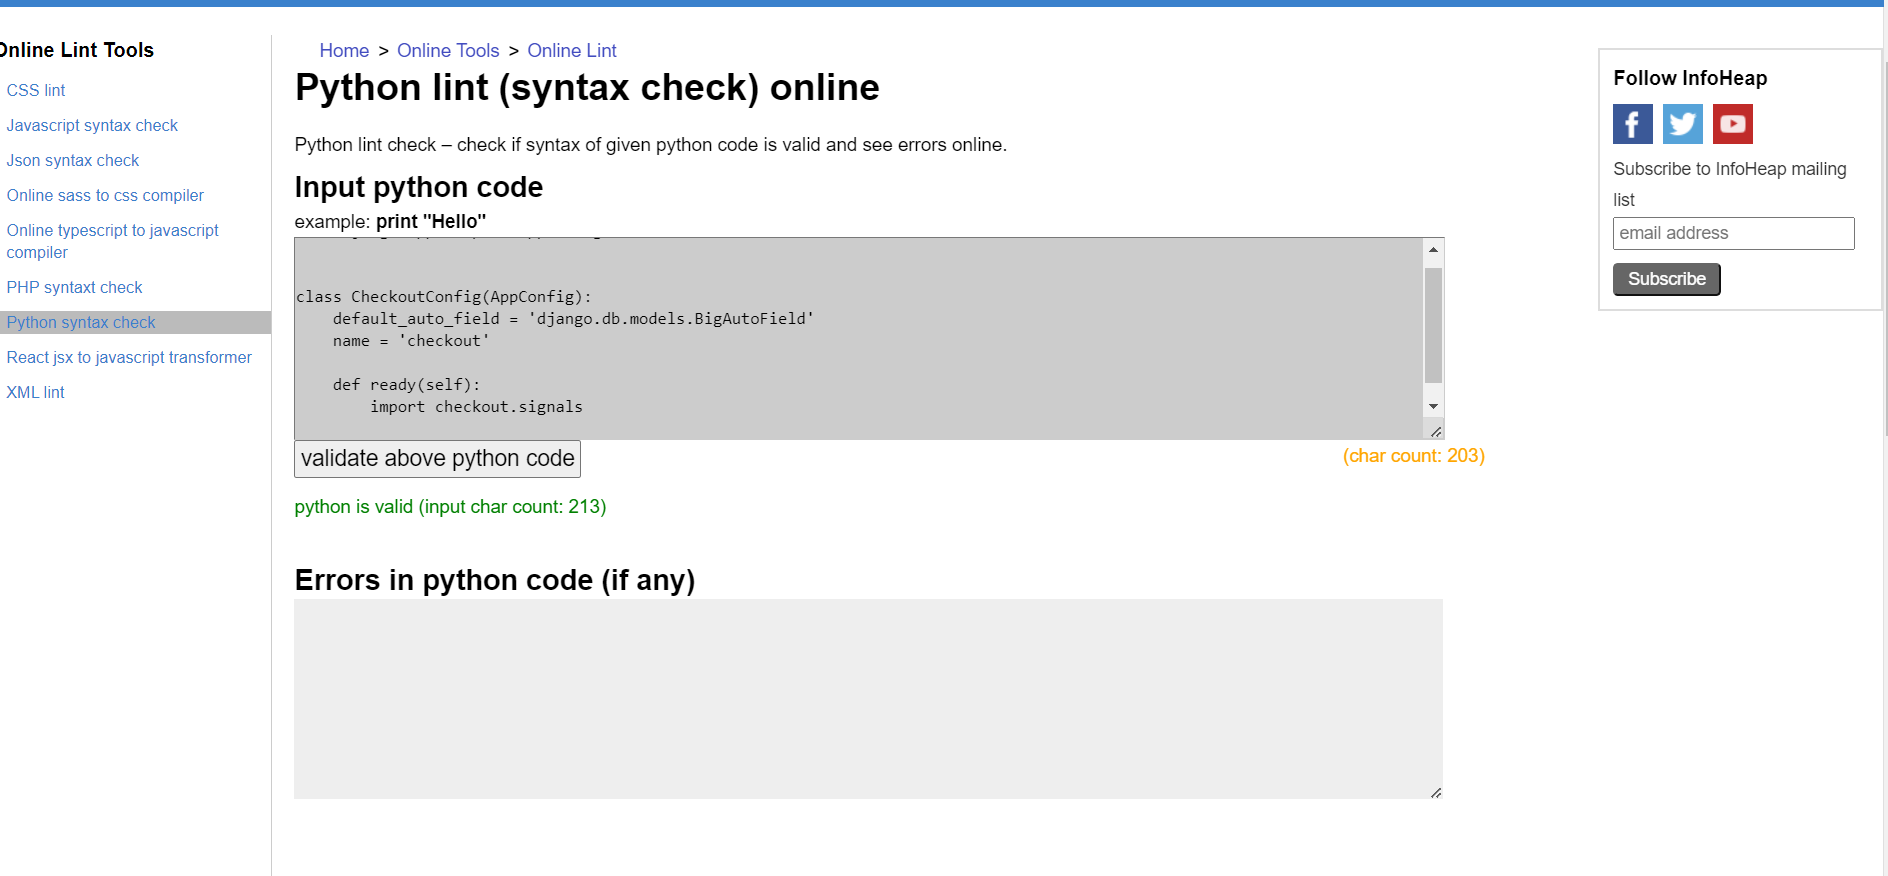 Online Lint Tools
CSS lint
Javascript syntax check
Json syntax check
Online sass to css compiler
Online typescript to javascript
compiler
PHP syntaxt check
Python syntax check
React jsx to javascript transformer
XML lint
Home > Online Tools > Online Lint
Python lint (syntax check) online
Python lint check – check if syntax of given python code is valid and see errors online.
Input python code
example: print "Hello"
class CheckoutConfig(AppConfig):
    default_auto_field = 'django.db.models.BigAutoField'
    name = 'checkout'
    def ready(self):
        import checkout.signals
validate above python code
(char count: 203)
python is valid (input char count: 213)
Errors in python code (if any)
Follow InfoHeap
Subscribe to InfoHeap mailing
list
email address
Subscribe